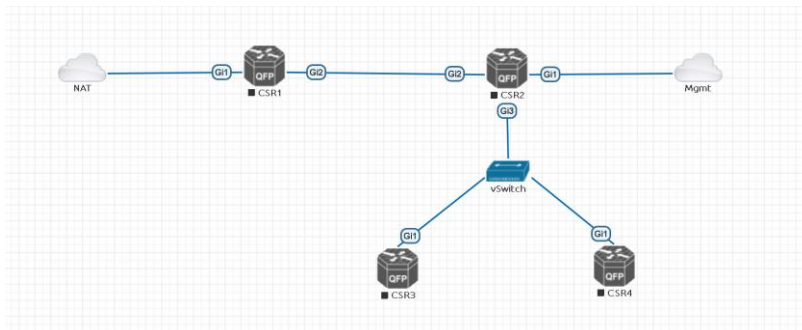 NAT
Gi1
QFP
CSR1
Gi2
Gi2
QFP
CSR2
Gi1
Mgmt
Gi3
vSwitch
Gi1
QFP
CSR3
Gi1
QFP
CSR4